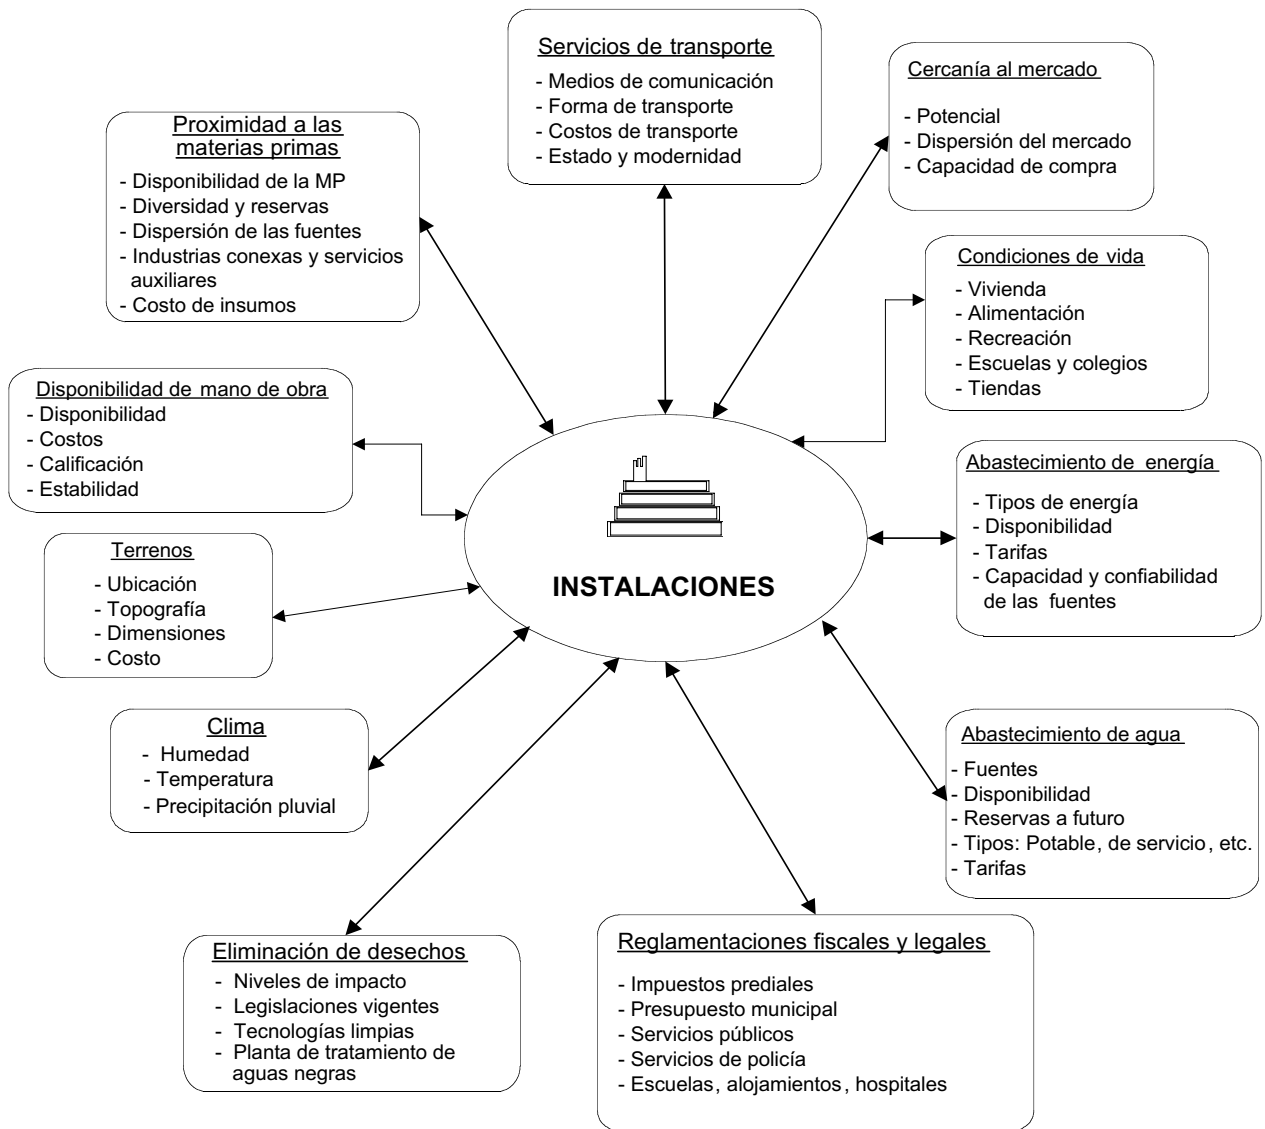 Servicios de transporte
- Medios de comunicación
- Forma de transporte
- Costos de transporte
- Estado y modernidad
Cercanía al mercado
- Potencial
- Dispersión del mercado
- Capacidad de compra
Proximidad a las
materias primas
- Disponibilidad de la MP
- Diversidad y reservas
- Dispersión de las fuentes
- Industrias conexas y servicios
auxiliares
- Costo de insumos
Condiciones de vida
- Vivienda
- Alimentación
- Recreación
- Escuelas y colegios
- Tiendas
Disponibilidad de mano de obra
- Disponibilidad
- Costos
- Calificación
- Estabilidad
Abastecimiento de energía
- Tipos de energía
- Disponibilidad
- Tarifas
- Capacidad y confiabilidad
de las fuentes
INSTALACIONES
Terrenos
- Ubicación
- Topografía
- Dimensiones
- Costo
Clima
- Humedad
- Temperatura
- Precipitación pluvial
Abastecimiento de agua
- Fuentes
- Disponibilidad
- Reservas a futuro
- Tipos: Potable, de servicio, etc.
- Tarifas
Eliminación de desechos
- Niveles de impacto
- Legislaciones vigentes
- Tecnologías limpias
- Planta de tratamiento de
aguas negras
Reglamentaciones fiscales y legales
- Impuestos prediales
- Presupuesto municipal
- Servicios públicos
- Servicios de policía
- Escuelas, alojamientos, hospitales